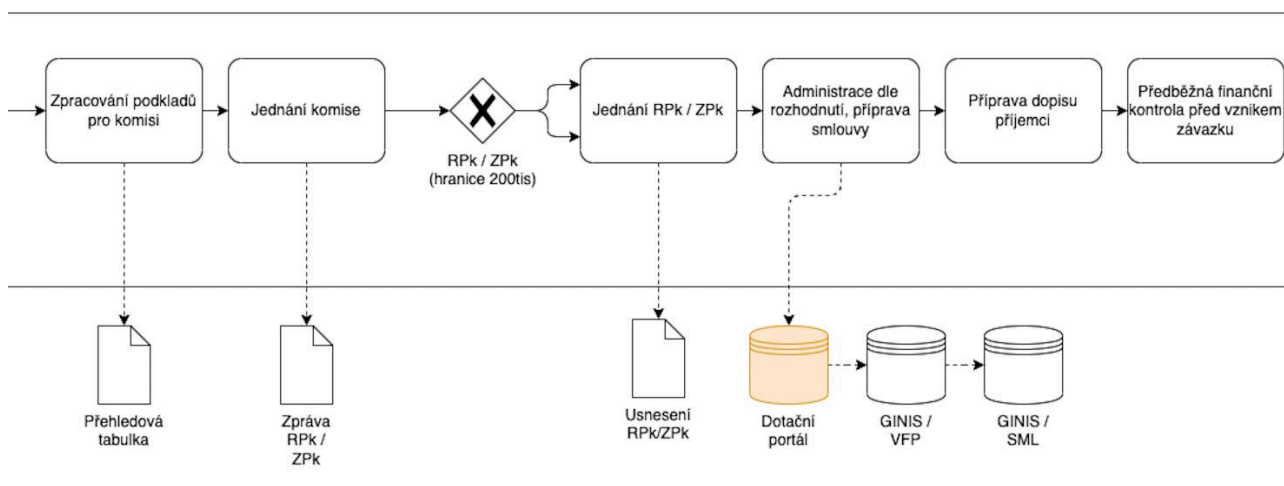 Zpracování podkladů
pro komisi
Jednání komise
RPk / ZPk
(hranice 200tis)
Jednání RPk / ZPk
Administrace dle
rozhodnutí, příprava
smlouvy
Příprava dopisu
příjemci
Předběžná finanční
kontrola před vznikem
závazku
Přehledová
tabulka
Zpráva
RPk /
ZPk
Usnesení
RPk/ZPk
Dotační
portál
GINIS /
VFP
GINIS /
SML